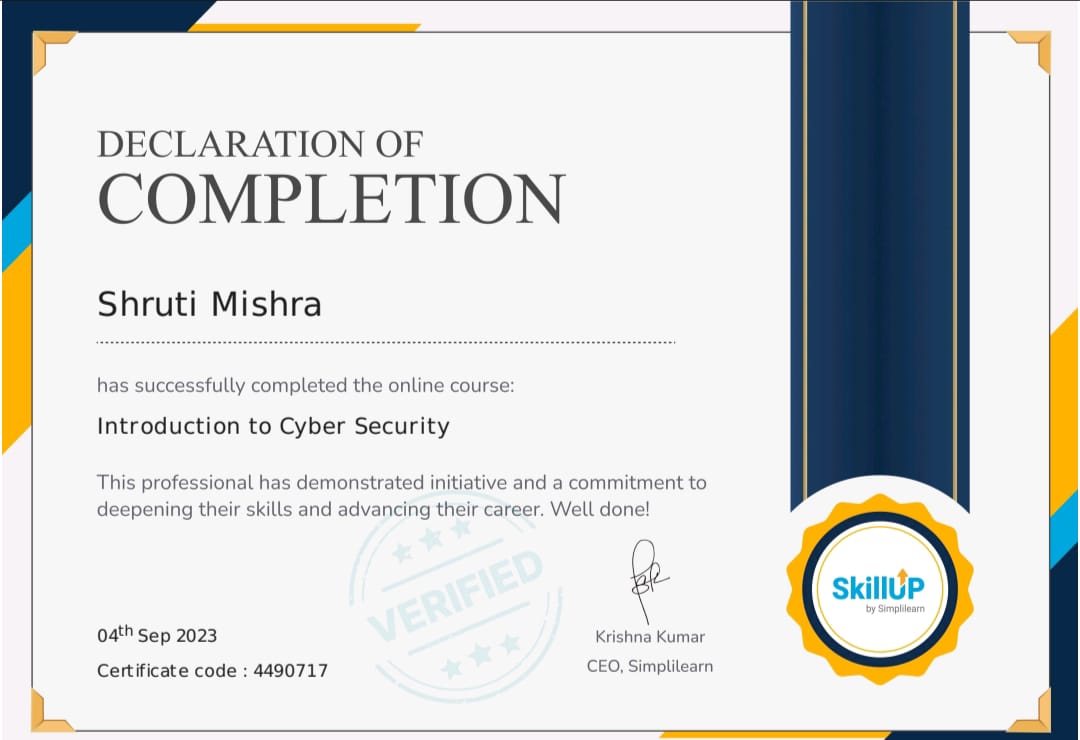 DECLARATION OF
COMPLETION
Shruti Mishra
has successfully completed the online course:
Introduction to Cyber Security
This professional has demonstrated initiative and a commitment to
deepening their skills and advancing their career. Well done!
VERIFIED
04th Sep 2023
Certificate code : 4490717
Krishna Kumar
CEO, Simplilearn
SkillUP
by Simplilearn